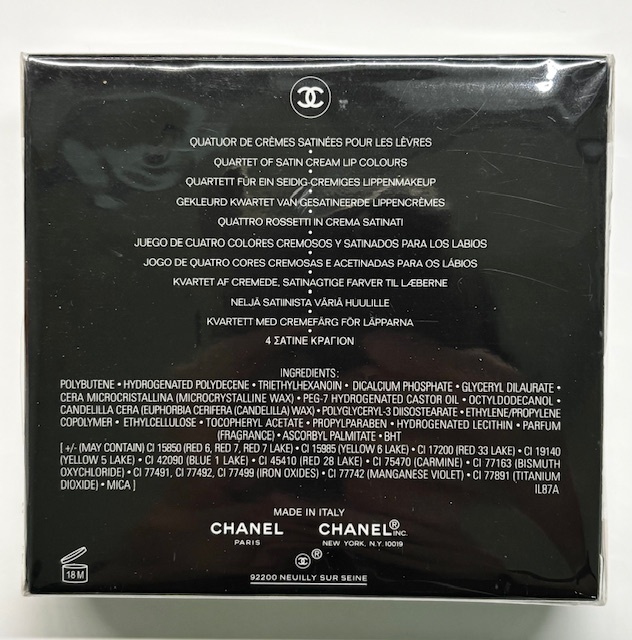 QUATUOR DE CRÈMES SATINÉES POUR LES LÈVRES
•
QUARTET OF SATIN CREAM LIP COLOURS
•
QUARTETT FÜR EIN SEIDIG-CREMIGES LIPPENMAKEUP
•
GEKLEURD KWARTET VAN GESATINEERDE LIPPENCRÈMES
•
QUATTRO ROSSETTI IN CREMA SATINATI
•
JUEGO DE CUATRO COLORES CREMOSOS Y SATINADOS PARA LOS LABIOS
•
JOGO DE QUATRO CORES CREMOSAS E ACETINADAS PARA OS LÁBIOS
•
KVARTET AF CREMEDE, SATINAGTIGE FARVER TIL LÆBERNE
•
NELJÄ SATIINISTA VÄRIÄ HUULILLE
•
KVARTETT MED CREMEFÄRG FÖR LÄPPARNA
•
4 ΣΑΤΙΝΕ ΚΡΑΓΙΟΝ
INGREDIENTS:
POLYBUTENE • HYDROGENATED POLYDECENE • TRIETHYLHEXANOIN • DICALCIUM PHOSPHATE • GLYCERYL DILAURATE •
CERA MICROCRISTALLINA (MICROCRYSTALLINE WAX) • PEG-7 HYDROGENATED CASTOR OIL • OCTYLDODECANOL •
CANDELILLA CERA (EUPHORBIA CERIFERA (CANDELILLA) WAX) • POLYGLYCERYL-3 DIISOSTEARATE • ETHYLENE/PROPYLENE
COPOLYMER • ETHYLCELLULOSE • TOCOPHERYL ACETATE • PROPYLPARABEN • HYDROGENATED LECITHIN • PARFUM
(FRAGRANCE) • ASCORBYL PALMITATE • BHT
[ +/- (MAY CONTAIN) CI 15850 (RED 6, RED 7, RED 7 LAKE) • CI 15985 (YELLOW 6 LAKE) • CI 17200 (RED 33 LAKE) • CI 19140
(YELLOW 5 LAKE) • CI 42090 (BLUE 1 LAKE) • CI 45410 (RED 28 LAKE) • CI 75470 (CARMINE) • CI 77163 (BISMUTH
OXYCHLORIDE) • CI 77491, CI 77492, CI 77499 (IRON OXIDES) • CI 77742 (MANGANESE VIOLET) • CI 77891 (TITANIUM
DIOXIDE) • MICA ] IL87A
MADE IN ITALY
CHANEL CHANEL® INC.
PARIS NEW YORK, N.Y. 10019
®
18 M
92200 NEUILLY SUR SEINE